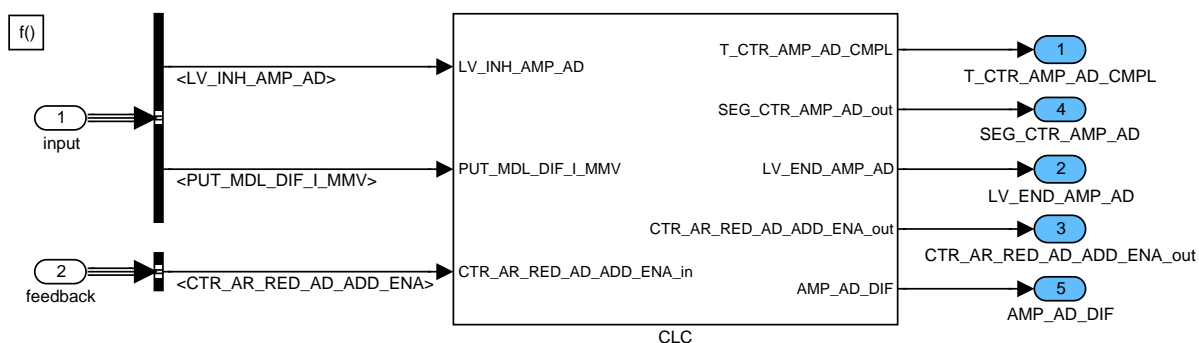 f()
1
input
<LV_INH_AMP_AD>
<PUT_MDL_DIF_I_MMV>
2
feedback
<CTR_AR_RED_AD_ADD_ENA>
LV_INH_AMP_AD
PUT_MDL_DIF_I_MMV
CTR_AR_RED_AD_ADD_ENA_in
T_CTR_AMP_AD_CMPL
SEG_CTR_AMP_AD_out
LV_END_AMP_AD
CTR_AR_RED_AD_ADD_ENA_out
AMP_AD_DIF
CLC
1
T_CTR_AMP_AD_CMPL
4
SEG_CTR_AMP_AD
2
LV_END_AMP_AD
3
CTR_AR_RED_AD_ADD_ENA_out
5
AMP_AD_DIF